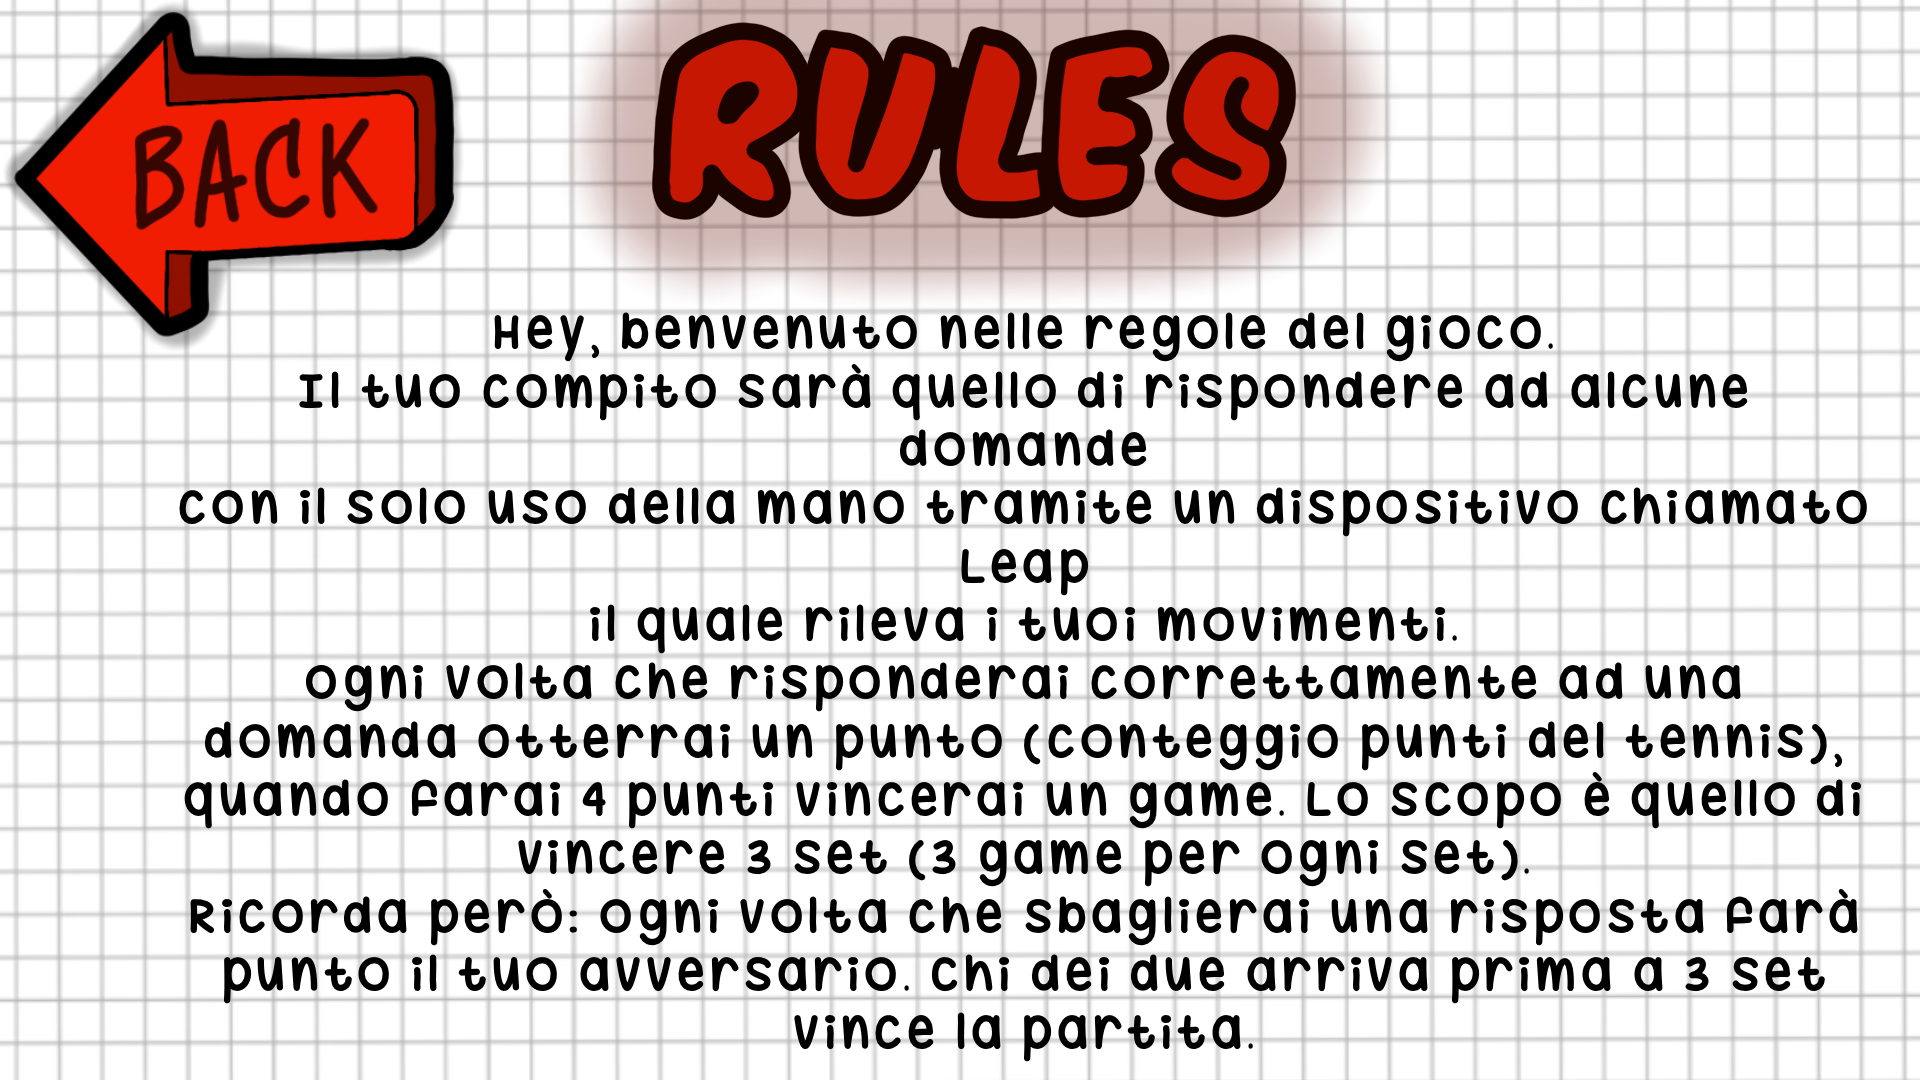 BACK
RULES
Hey, benvenuto nelle regole del gioco.
Il tuo compito sarà quello di rispondere ad alcune
domande
con il solo uso della mano tramite un dispositivo chiamato
Leap
il quale rileva i tuoi movimenti.
Ogni volta che risponderai correttamente ad una
domanda otterrai un punto (conteggio punti del tennis),
quando farai 4 punti vincerai un game. Lo scopo è quello di
vincere 3 set (3 game per ogni set).
Ricorda però: ogni volta che sbaglierai una risposta farà
punto il tuo avversario. Chi dei due arriva prima a 3 set
vince la partita.